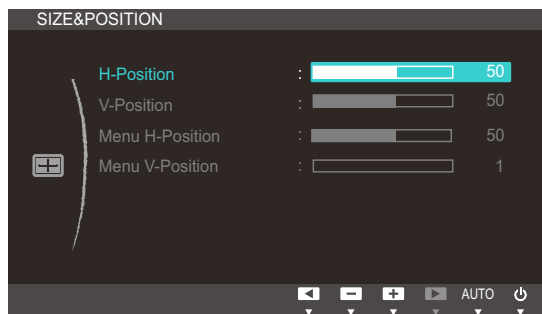 SIZE&POSITION
H-Position : 50
V-Position : 50
Menu H-Position : 50
Menu V-Position : 1
AUTO